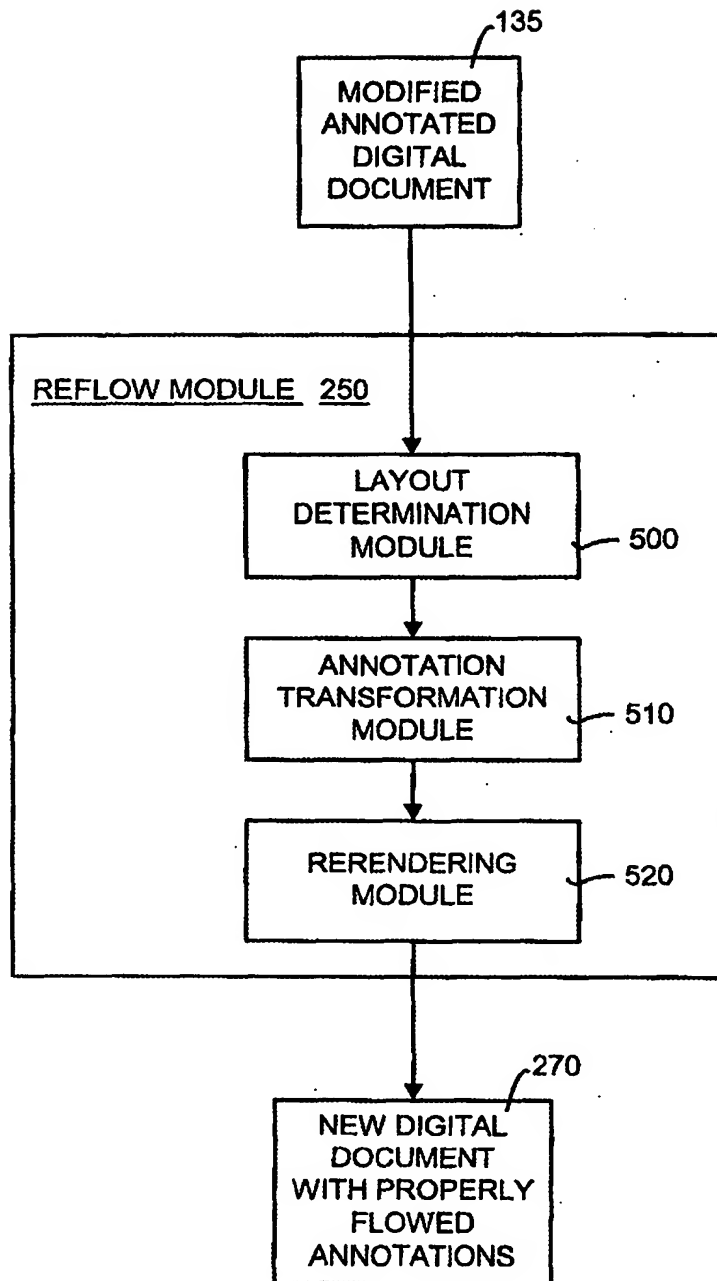 135
MODIFIED
ANNOTATED
DIGITAL
DOCUMENT
REFLOW MODULE 250
LAYOUT
DETERMINATION
MODULE
500
ANNOTATION
TRANSFORMATION
MODULE
510
RERENDERING
MODULE
520
270
NEW DIGITAL
DOCUMENT
WITH PROPERLY
FLOWED
ANNOTATIONS